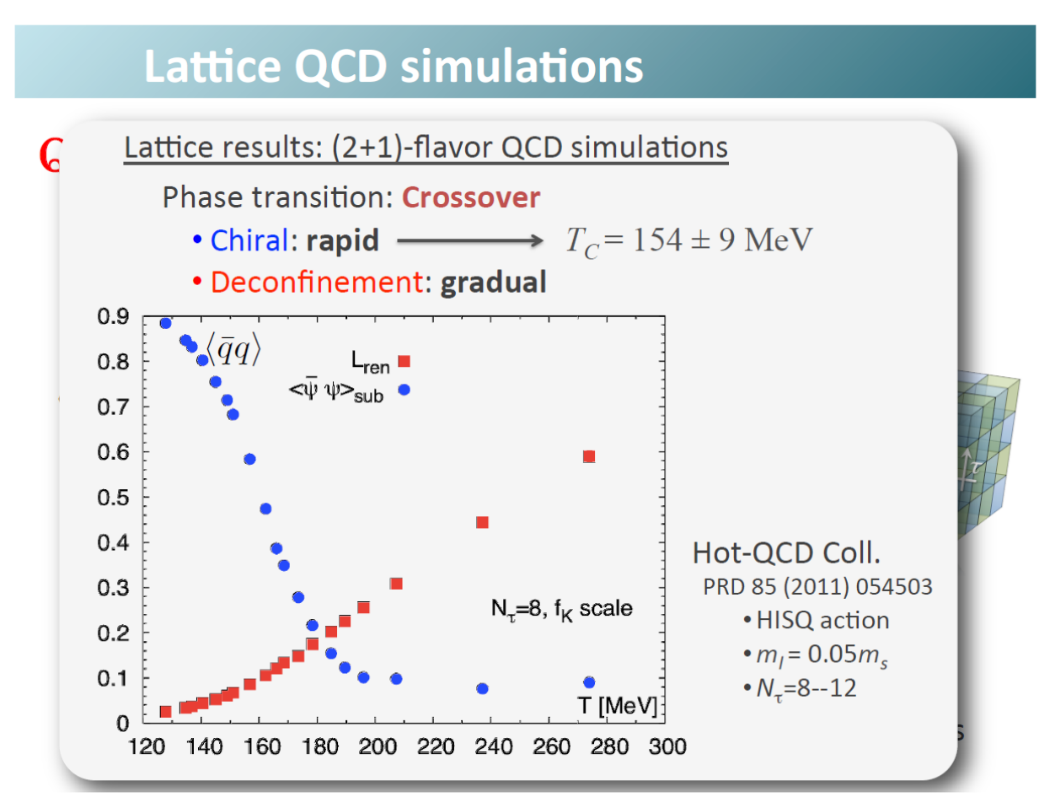 Lattice QCD simulations
Lattice results: (2+1)-flavor QCD simulations
Phase transition: Crossover
• Chiral: rapid ⟶ T_C = 154 ± 9 MeV
• Deconfinement: gradual
⟨q̄q⟩
L_ren
<ψ̄ ψ>_sub
N_τ=8, f_K scale
T [MeV]
0.9
0.8
0.7
0.6
0.5
0.4
0.3
0.2
0.1
0
120 140 160 180 200 220 240 260 280 300
τ
Hot-QCD Coll.
PRD 85 (2011) 054503
• HISQ action
• m_l = 0.05m_s
• N_τ=8--12